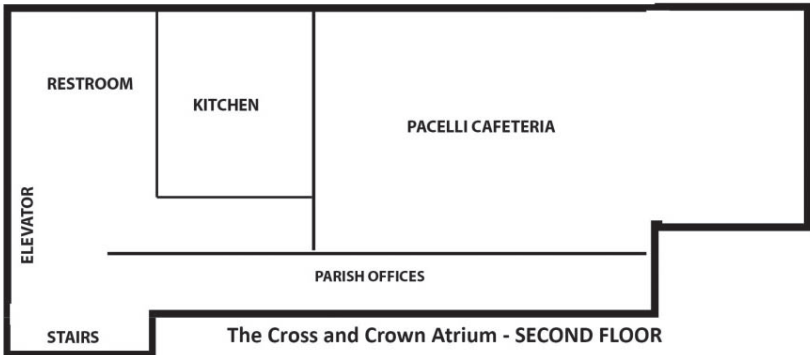 RESTROOM
KITCHEN
PACELLI CAFETERIA
ELEVATOR
PARISH OFFICES
STAIRS
The Cross and Crown Atrium - SECOND FLOOR